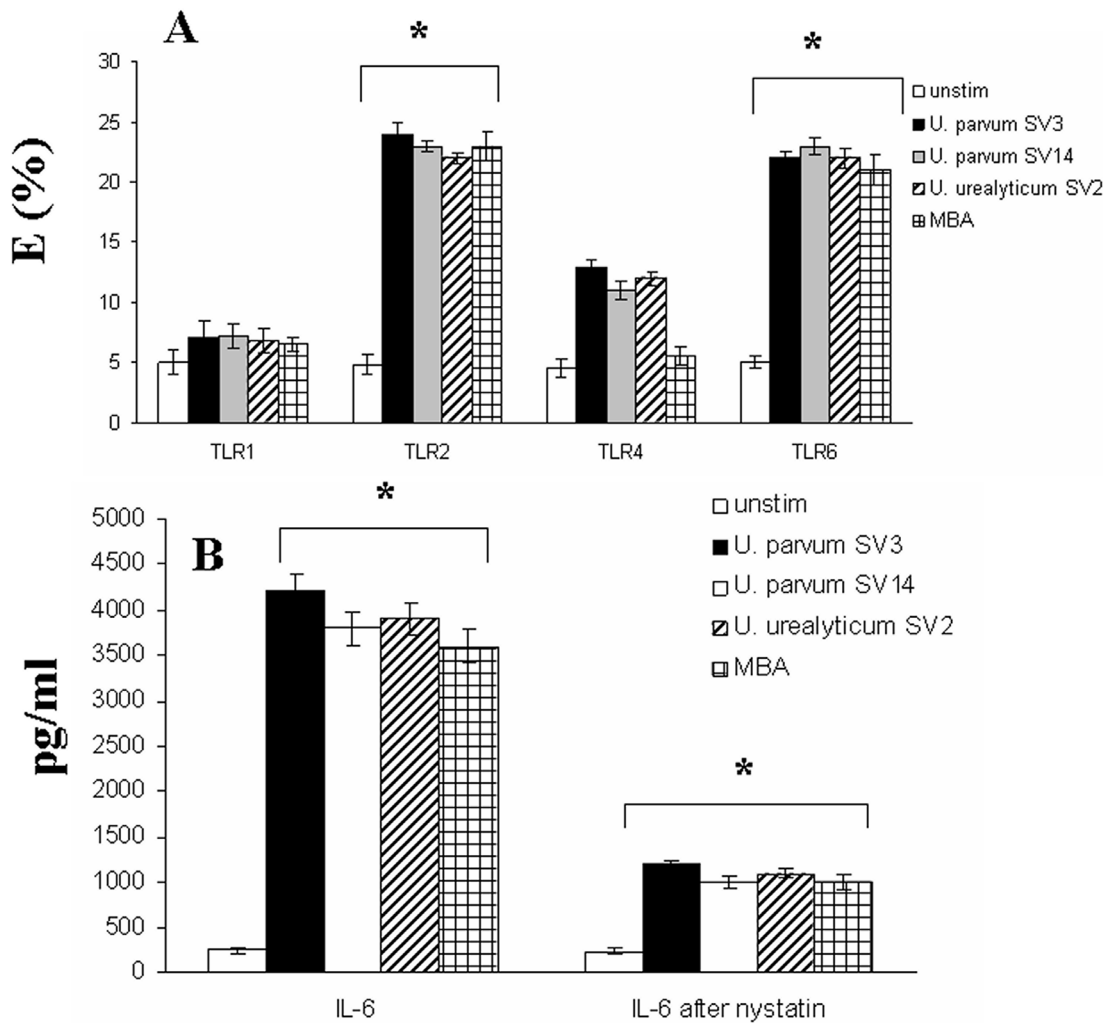 A
*
*
E (%)
30
25
20
15
10
5
0
TLR1 TLR2 TLR4 TLR6
unstim
U. parvum SV3
U. parvum SV14
U. urealyticum SV2
MBA
B
*
*
pg/ml
5000
4500
4000
3500
3000
2500
2000
1500
1000
500
0
IL-6 IL-6 after nystatin
unstim
U. parvum SV3
U. parvum SV14
U. urealyticum SV2
MBA